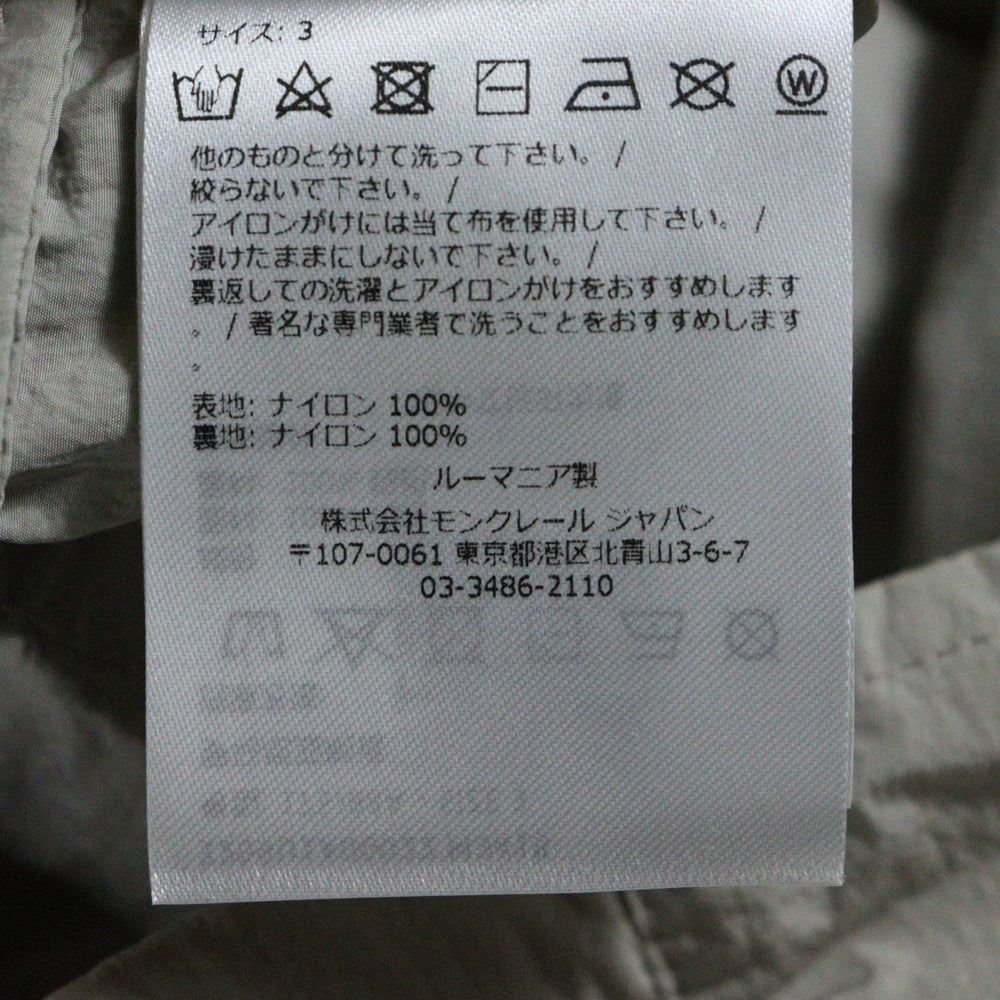 サイズ: 3
W
他のものと分けて洗って下さい。 /
絞らないで下さい。 /
アイロンがけには当て布を使用して下さい。 /
浸けたままにしないで下さい。 /
裏返しての洗濯とアイロンがけをおすすめします
。 / 著名な専門業者で洗うことをおすすめします
。
表地: ナイロン 100%
裏地: ナイロン 100%
ルーマニア製
株式会社モンクレール ジャパン
〒107-0061 東京都港区北青山3-6-7
03-3486-2110